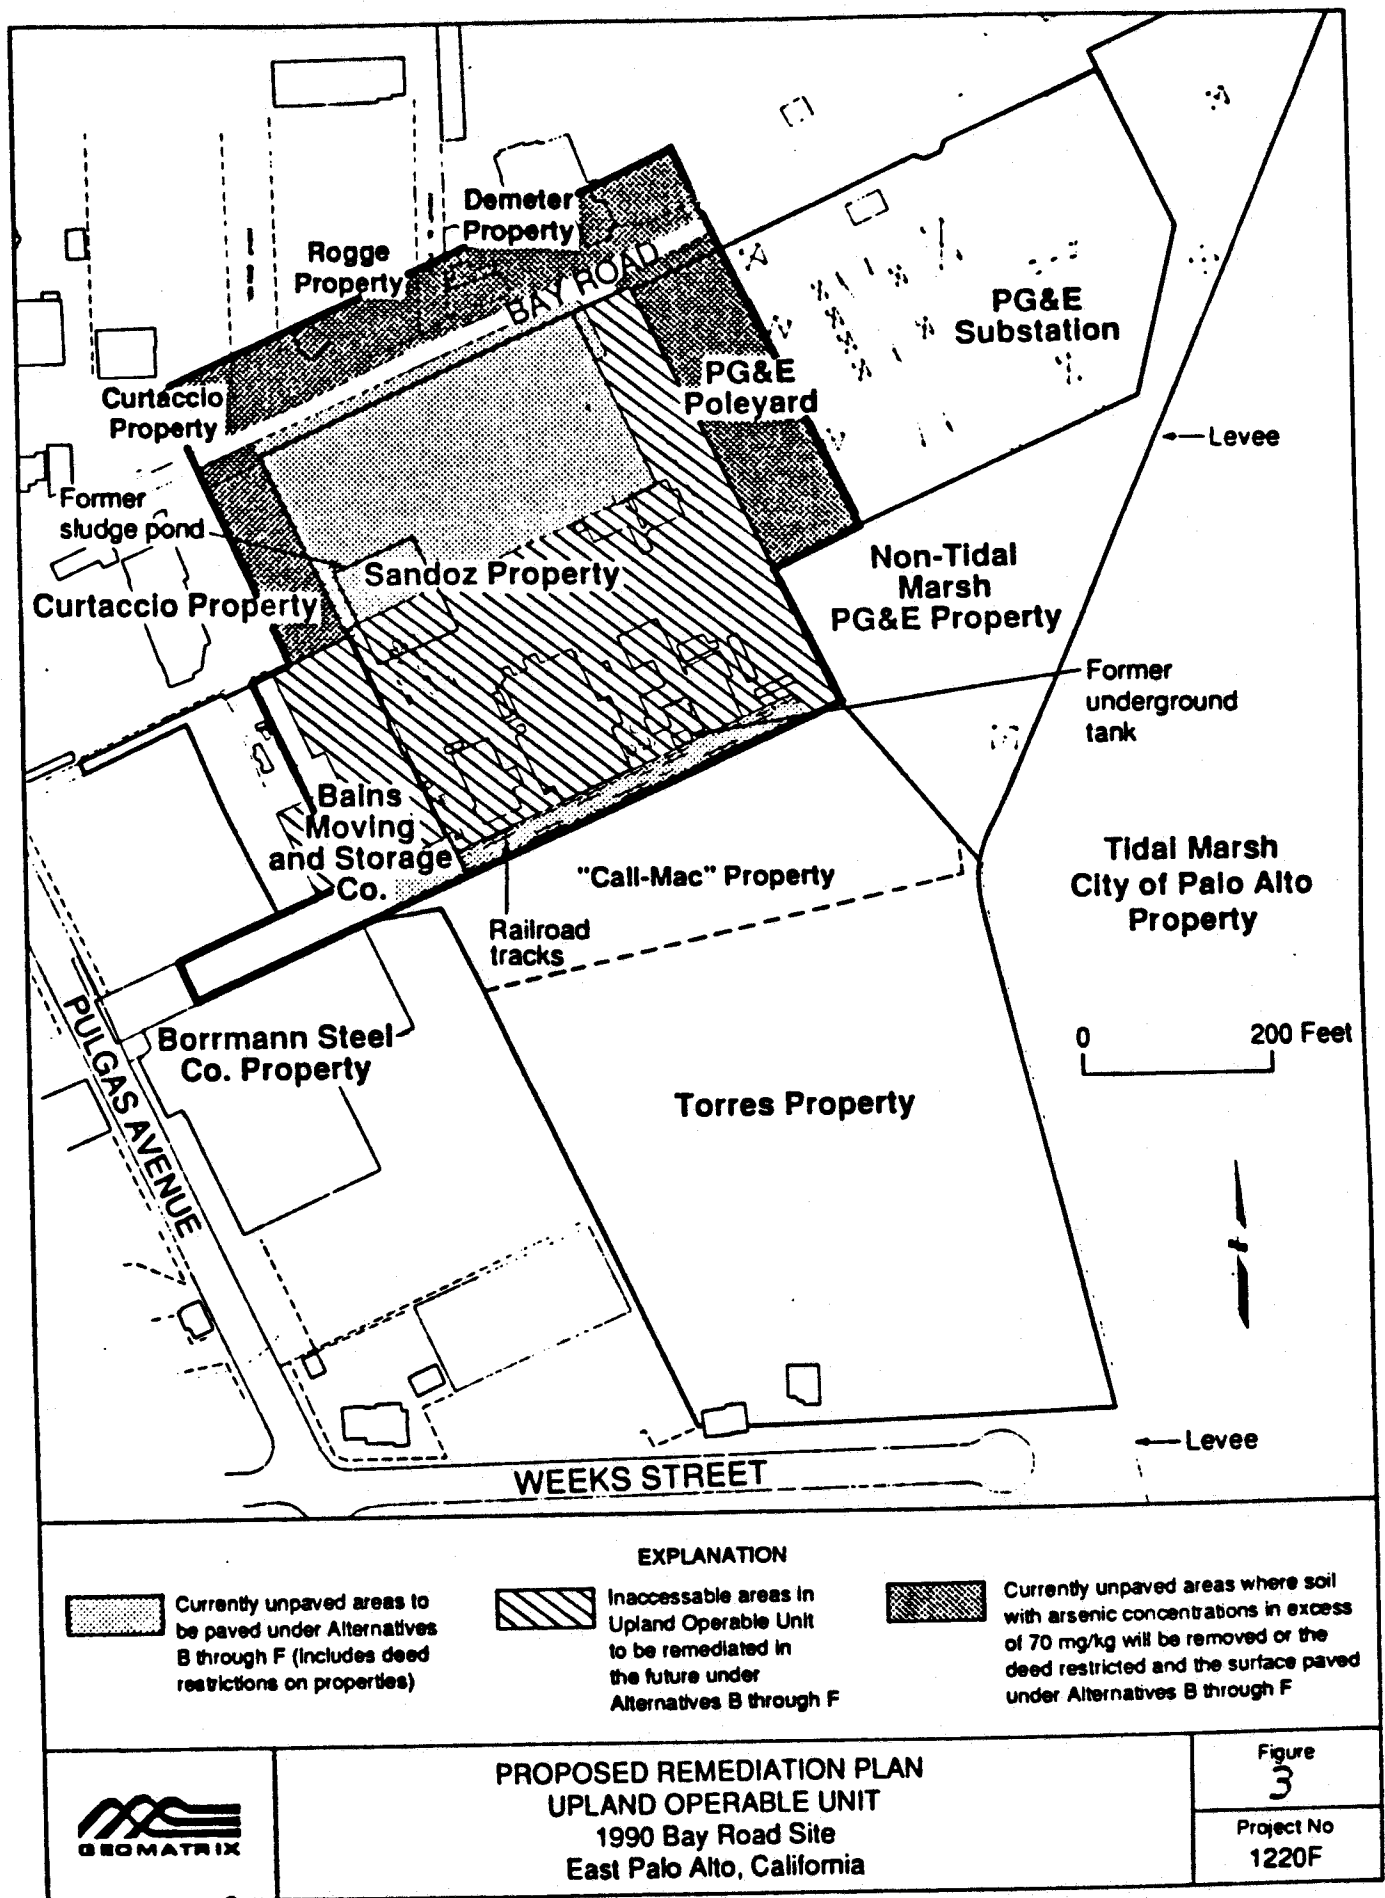 Demeter
Property
Rogge
Property
BAY ROAD
PG&E
Substation
PG&E
Poleyard
Curtaccio
Property
Levee
Former
sludge pond
Sandoz Property
Curtaccio Property
Non-Tidal
Marsh
PG&E Property
Former
underground
tank
Bains
Moving
and Storage
Co.
"Call-Mac" Property
Tidal Marsh
City of Palo Alto
Property
Railroad
tracks
PULGAS AVENUE
Borrmann Steel
Co. Property
0 200 Feet
Torres Property
Levee
WEEKS STREET
EXPLANATION
Currently unpaved areas to
be paved under Alternatives
B through F (includes deed
restrictions on properties)
Inaccessable areas in
Upland Operable Unit
to be remediated in
the future under
Alternatives B through F
Currently unpaved areas where soil
with arsenic concentrations in excess
of 70 mg/kg will be removed or the
deed restricted and the surface paved
under Alternatives B through F
GEOMATRIX
PROPOSED REMEDIATION PLAN
UPLAND OPERABLE UNIT
1990 Bay Road Site
East Palo Alto, California
Figure
3
Project No
1220F